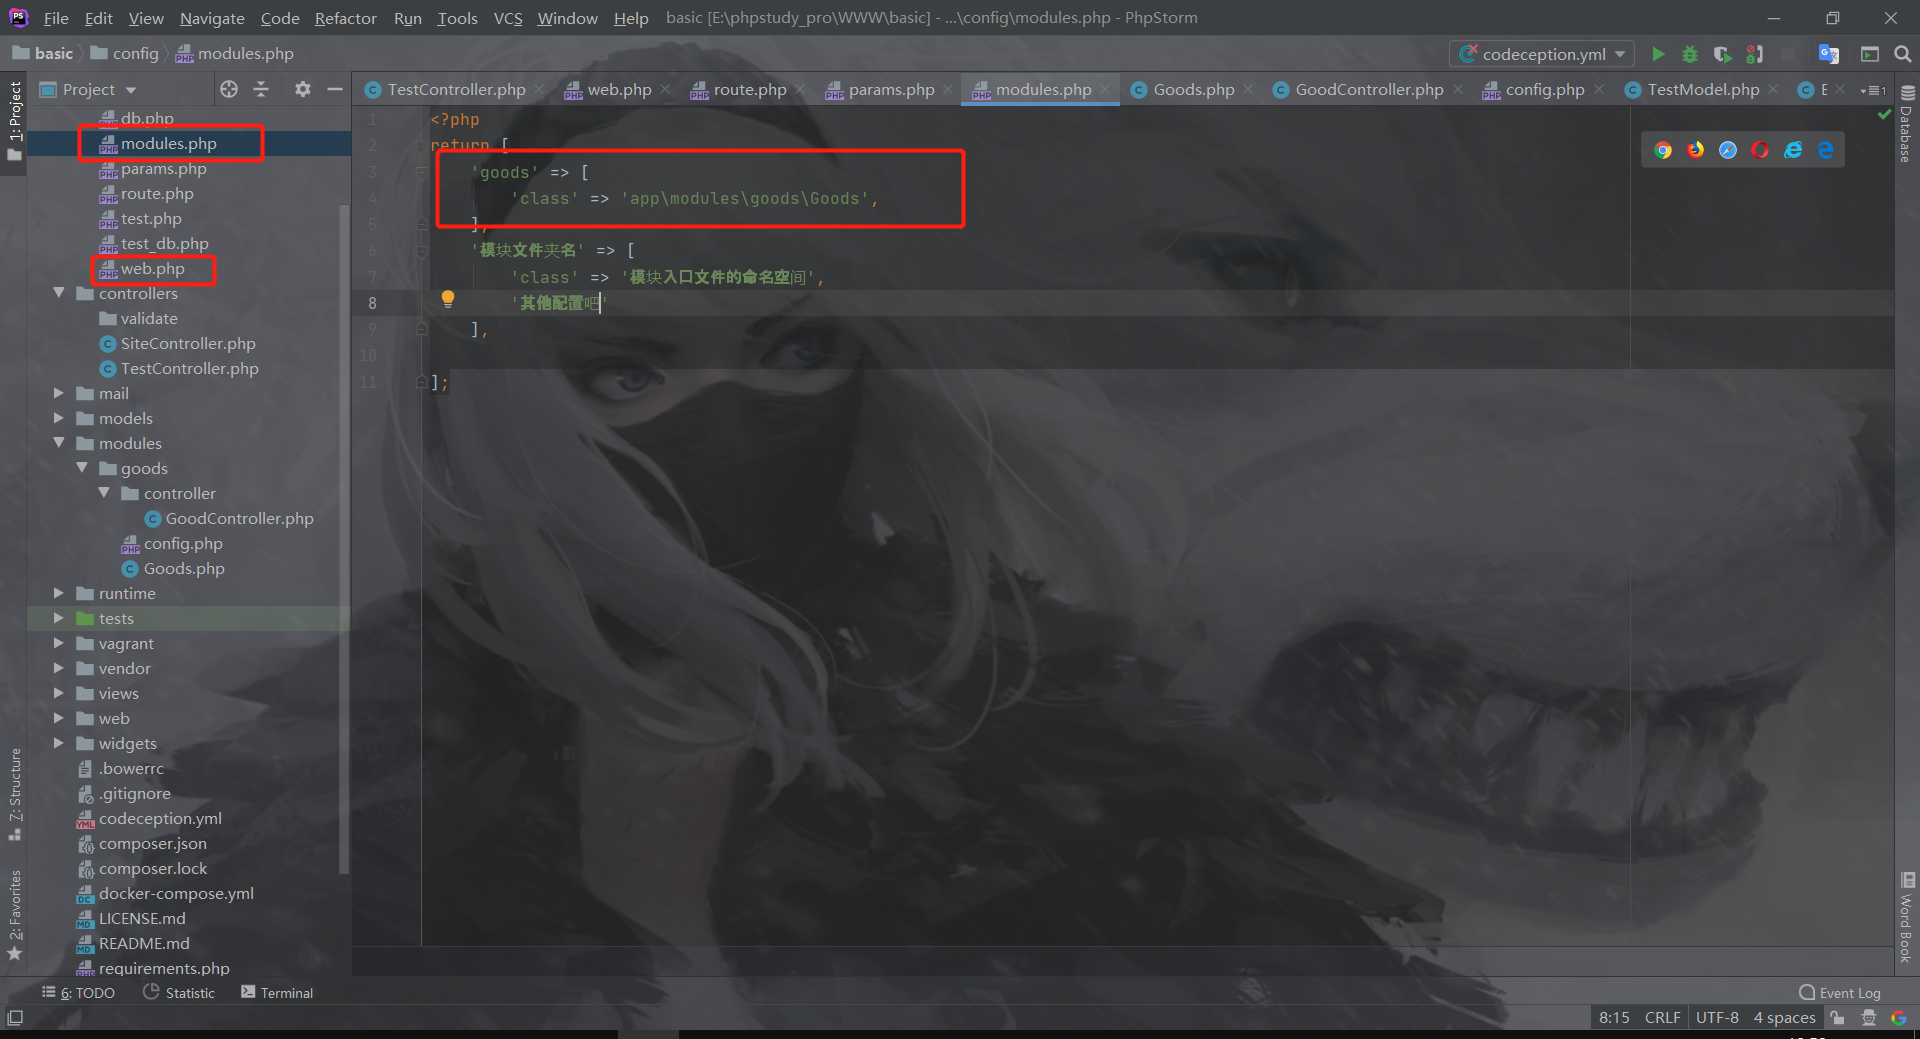 File Edit View Navigate Code Refactor Run Tools VCS Window Help basic [E:\phpstudy_pro\WWW\basic] - ...\config\modules.php - PhpStorm
basic config modules.php codeception.yml
Project
TestController.php web.php route.php params.php modules.php Goods.php GoodController.php config.php TestModel.php E
1: Project
7: Structure
2: Favorites
db.php
modules.php
params.php
route.php
test.php
test_db.php
web.php
controllers
validate
SiteController.php
TestController.php
mail
models
modules
goods
controller
GoodController.php
config.php
Goods.php
runtime
tests
vagrant
vendor
views
web
widgets
.bowerrc
.gitignore
codeception.yml
composer.json
composer.lock
docker-compose.yml
LICENSE.md
README.md
requirements.php
1 <?php
2 return [
3 'goods' => [
4 'class' => 'app\modules\goods\Goods',
5 ],
6 '模块文件夹名' => [
7 'class' => '模块入口文件的命名空间',
8 '其他配置吧'
9 ],
10
11 ];
Database
Word Book
6: TODO Statistic Terminal Event Log
8:15 CRLF UTF-8 4 spaces